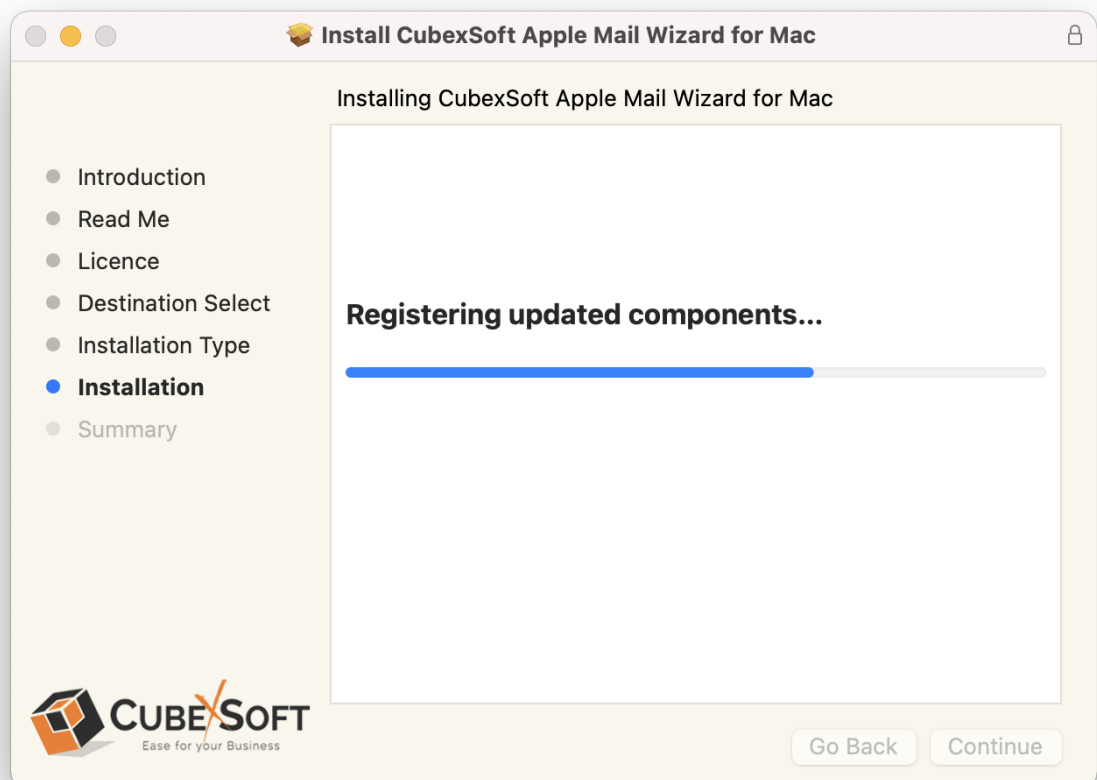 Install CubexSoft Apple Mail Wizard for Mac
Installing CubexSoft Apple Mail Wizard for Mac
Introduction
Read Me
Licence
Destination Select
Installation Type
Installation
Summary
Registering updated components...
CUBEXSOFT
Ease for your Business
Go Back
Continue